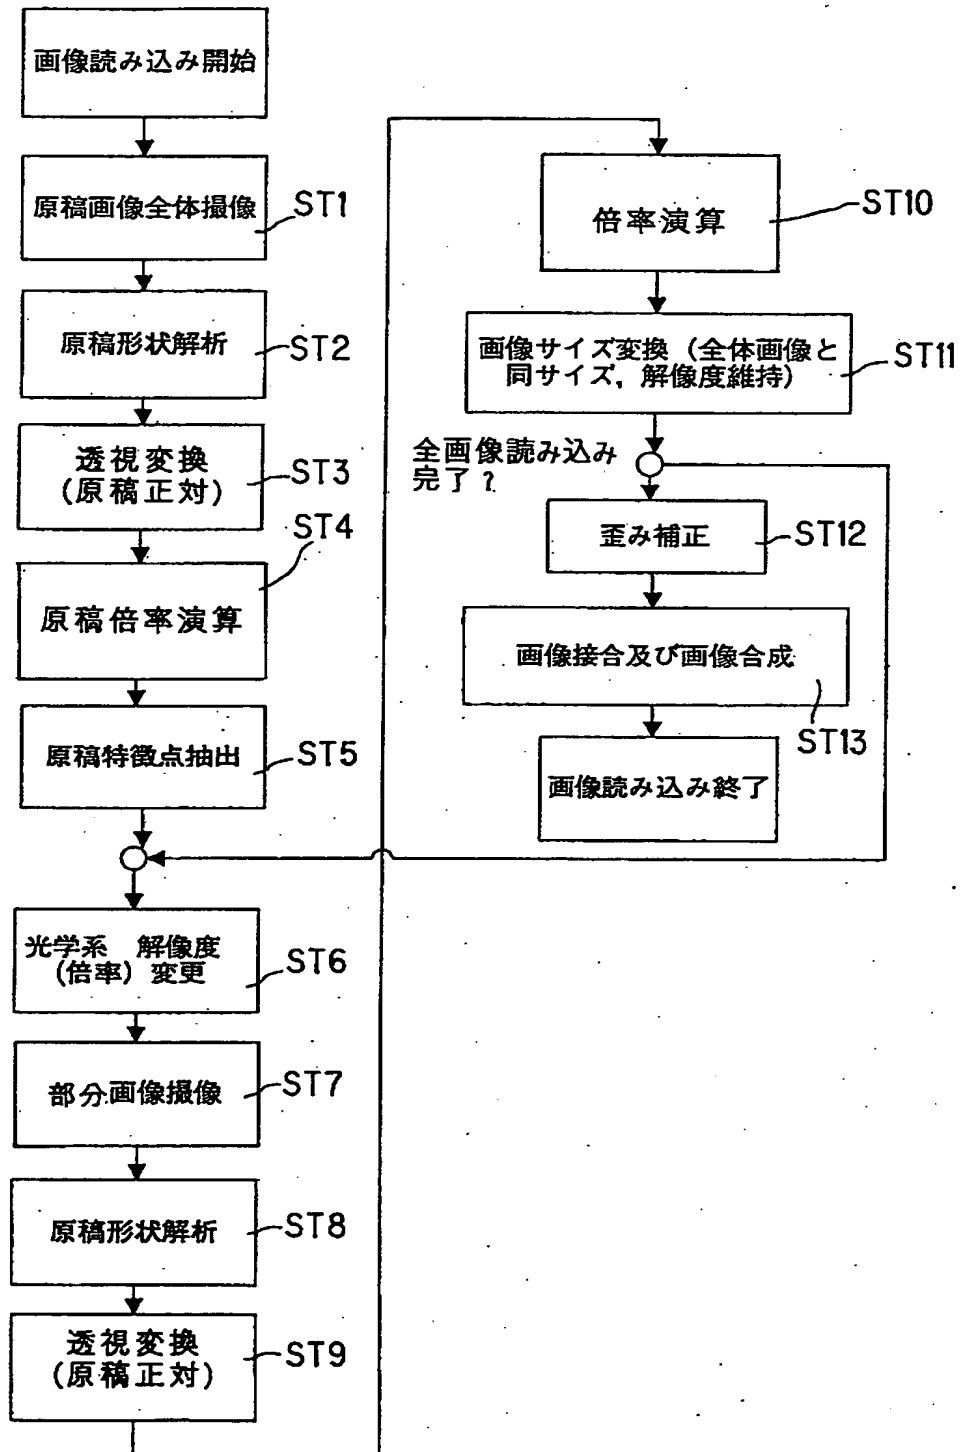 画像読み込み開始
原稿画像全体撮像
ST1
原稿形状解析
ST2
透視変換
(原稿正対)
ST3
ST4
原稿倍率演算
原稿特徴点抽出
ST5
光学系 解像度
(倍率) 変更
ST6
部分画像撮像
ST7
原稿形状解析
ST8
透視変換
(原稿正対)
ST9
倍率演算
ST10
画像サイズ変換 (全体画像と
同サイズ, 解像度維持)
ST11
全画像読み込み
完了?
歪み補正
ST12
画像接合及び画像合成
ST13
画像読み込み終了